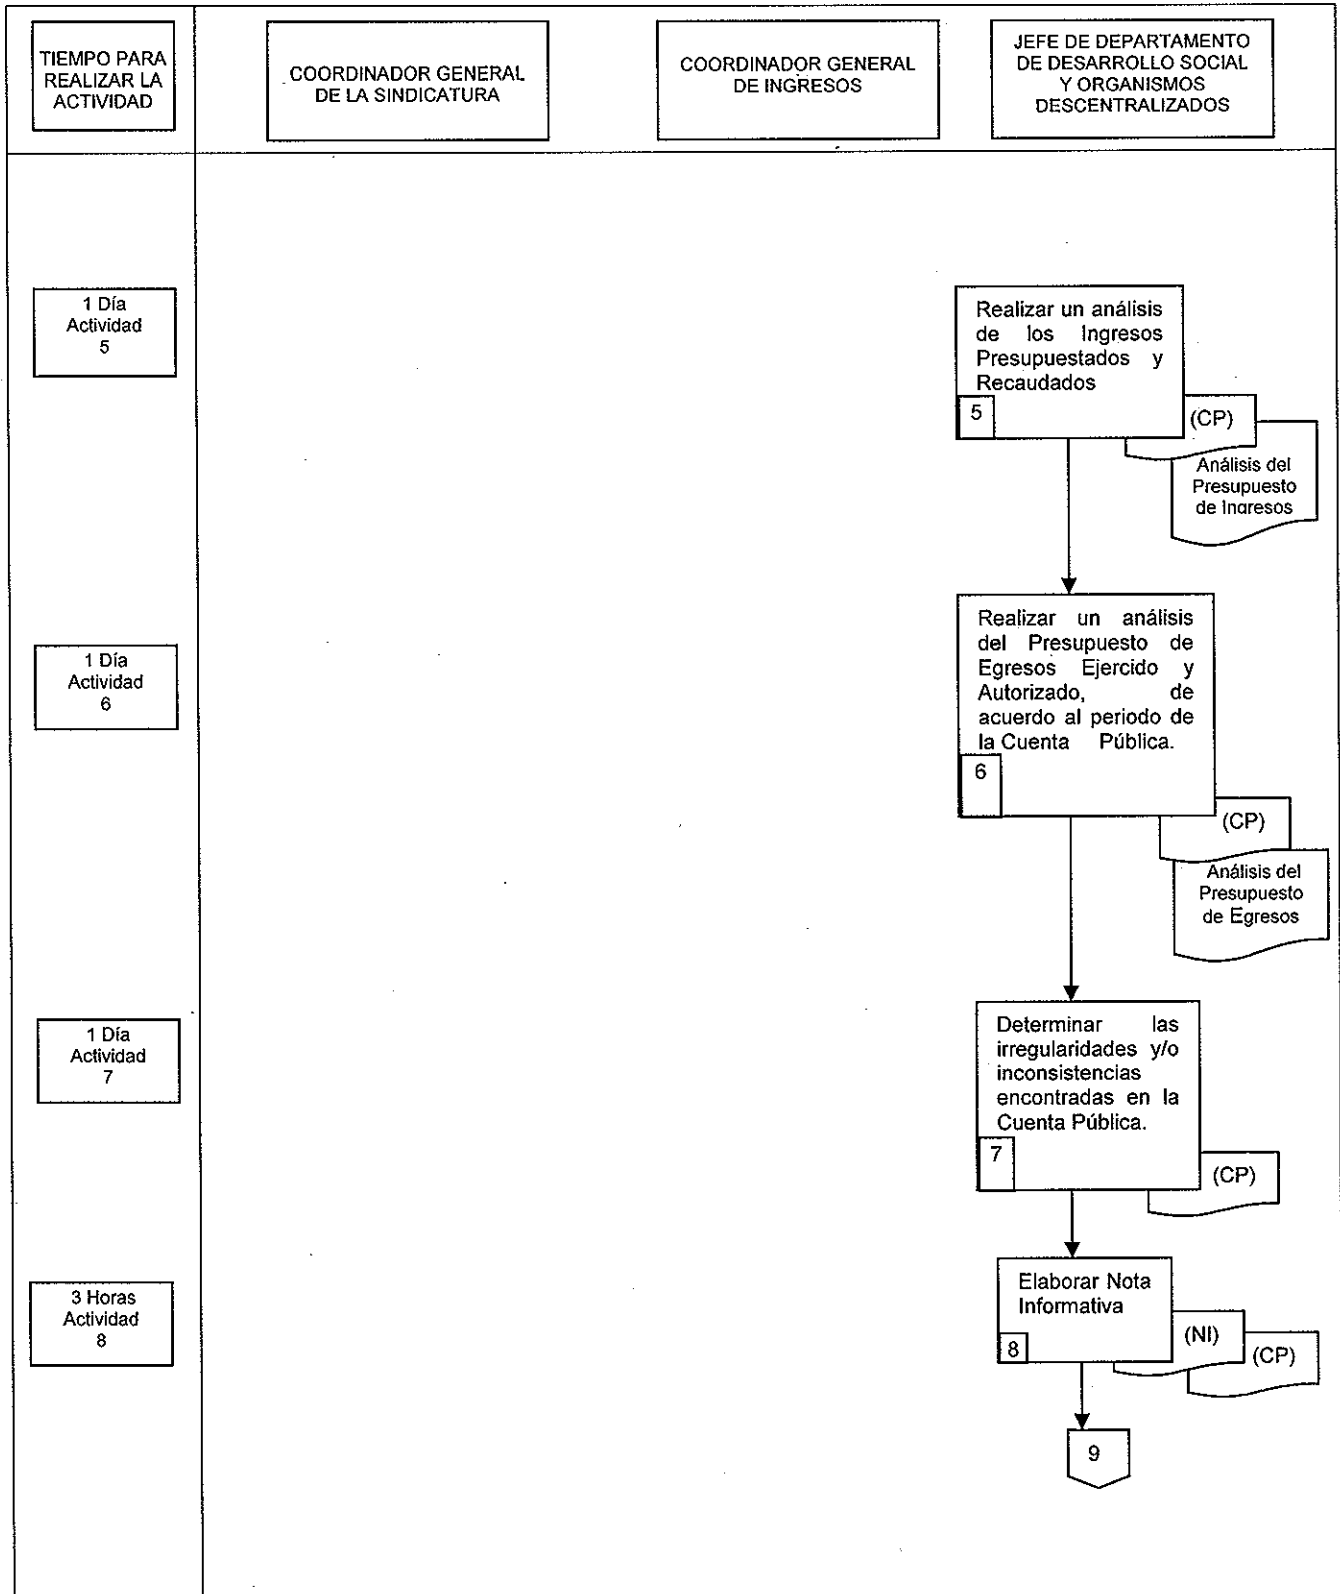 TIEMPO PARA
REALIZAR LA
ACTIVIDAD
COORDINADOR GENERAL
DE LA SINDICATURA
COORDINADOR GENERAL
DE INGRESOS
JEFE DE DEPARTAMENTO
DE DESARROLLO SOCIAL
Y ORGANISMOS
DESCENTRALIZADOS
1 Día
Actividad
5
Realizar un análisis
de los Ingresos
Presupuestados y
Recaudados
5
(CP)
Análisis del
Presupuesto
de Ingresos
1 Día
Actividad
6
Realizar un análisis
del Presupuesto de
Egresos Ejercido y
Autorizado, de
acuerdo al periodo de
la Cuenta Pública.
6
(CP)
Análisis del
Presupuesto
de Egresos
1 Día
Actividad
7
Determinar las
irregularidades y/o
inconsistencias
encontradas en la
Cuenta Pública.
7
(CP)
3 Horas
Actividad
8
Elaborar Nota
Informativa
8
(NI)
(CP)
9